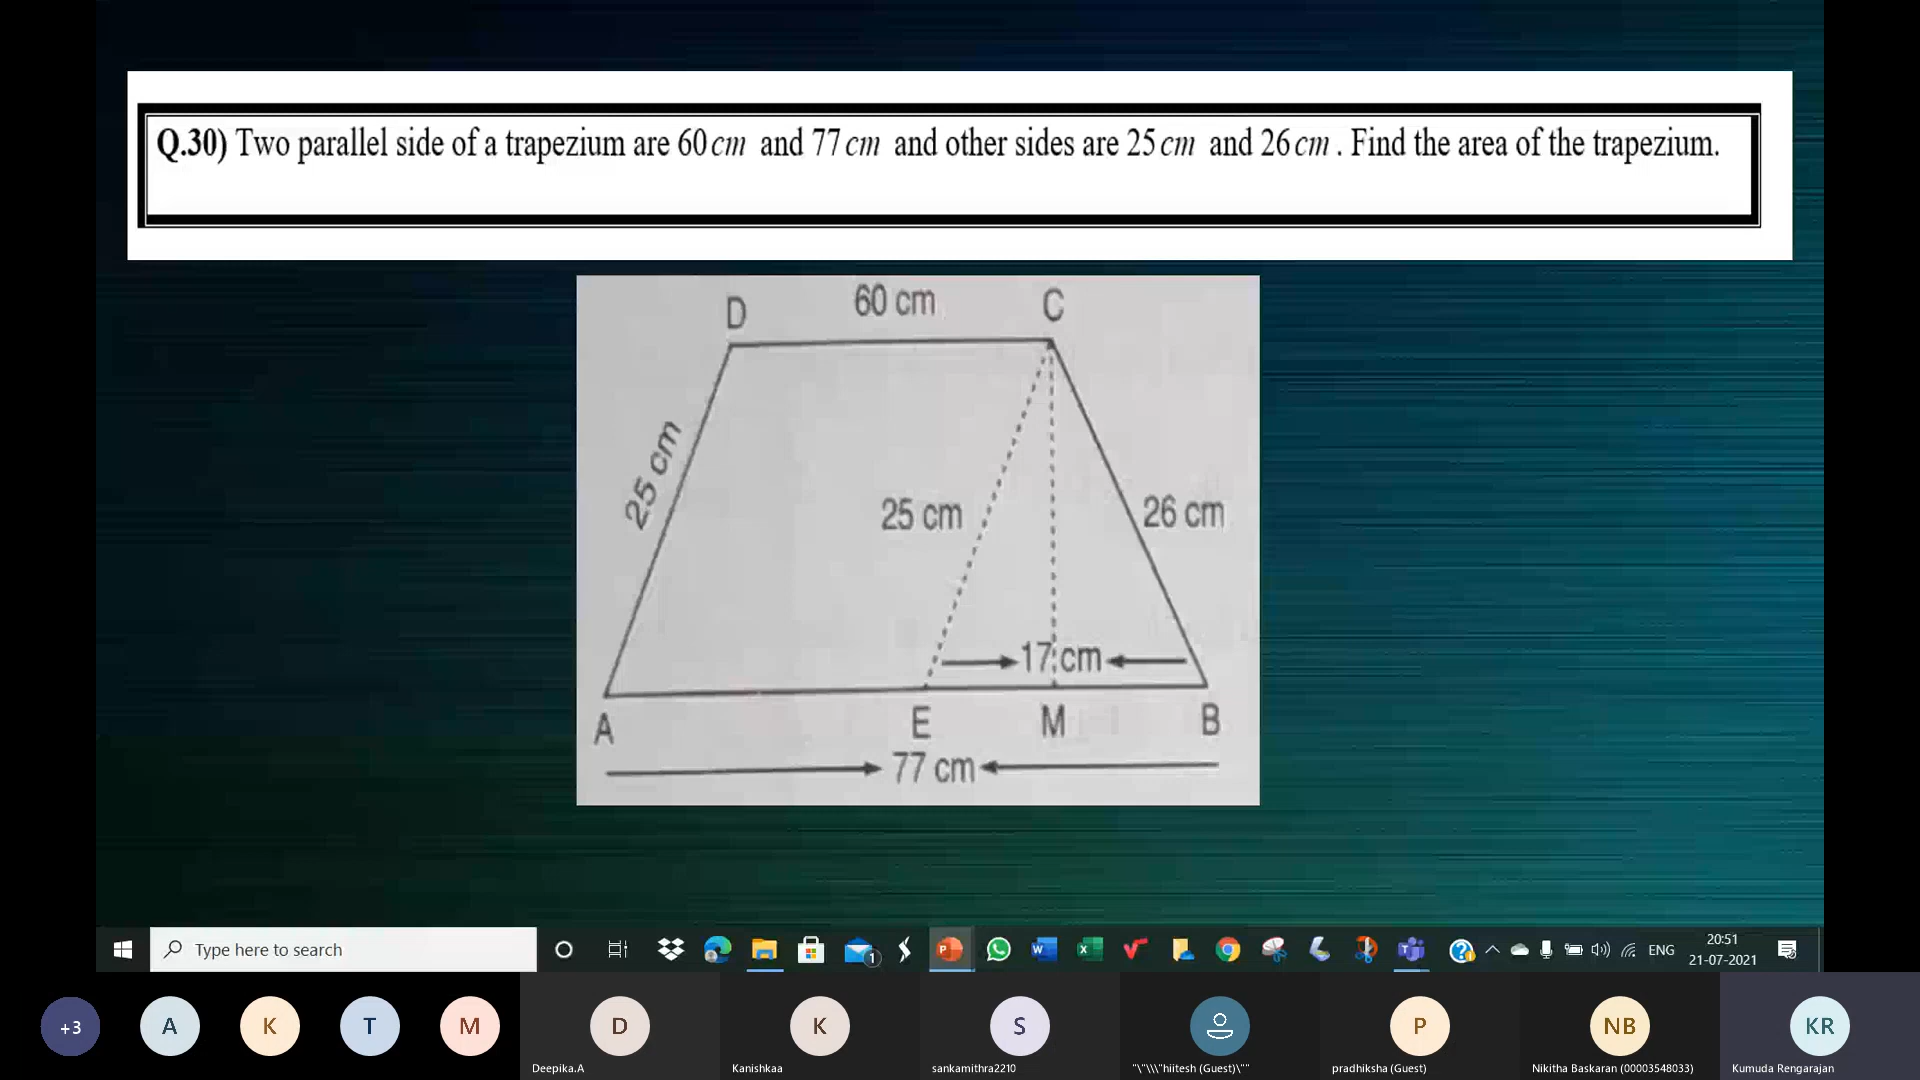 Q.30) Two parallel side of a trapezium are 60 cm and 77 cm and other sides are 25 cm and 26 cm . Find the area of the trapezium.
D 60 cm C
25 cm
25 cm
26 cm
17 cm
A E M B
77 cm
Type here to search
1
ENG
20:51
21-07-2021
+3 A K T M D K S P NB KR
Deepika.A Kanishkaa sankamithra2210 "\"\\\"hiitesh (Guest)\"" pradhiksha (Guest) Nikitha Baskaran (00003548033) Kumuda Rengarajan